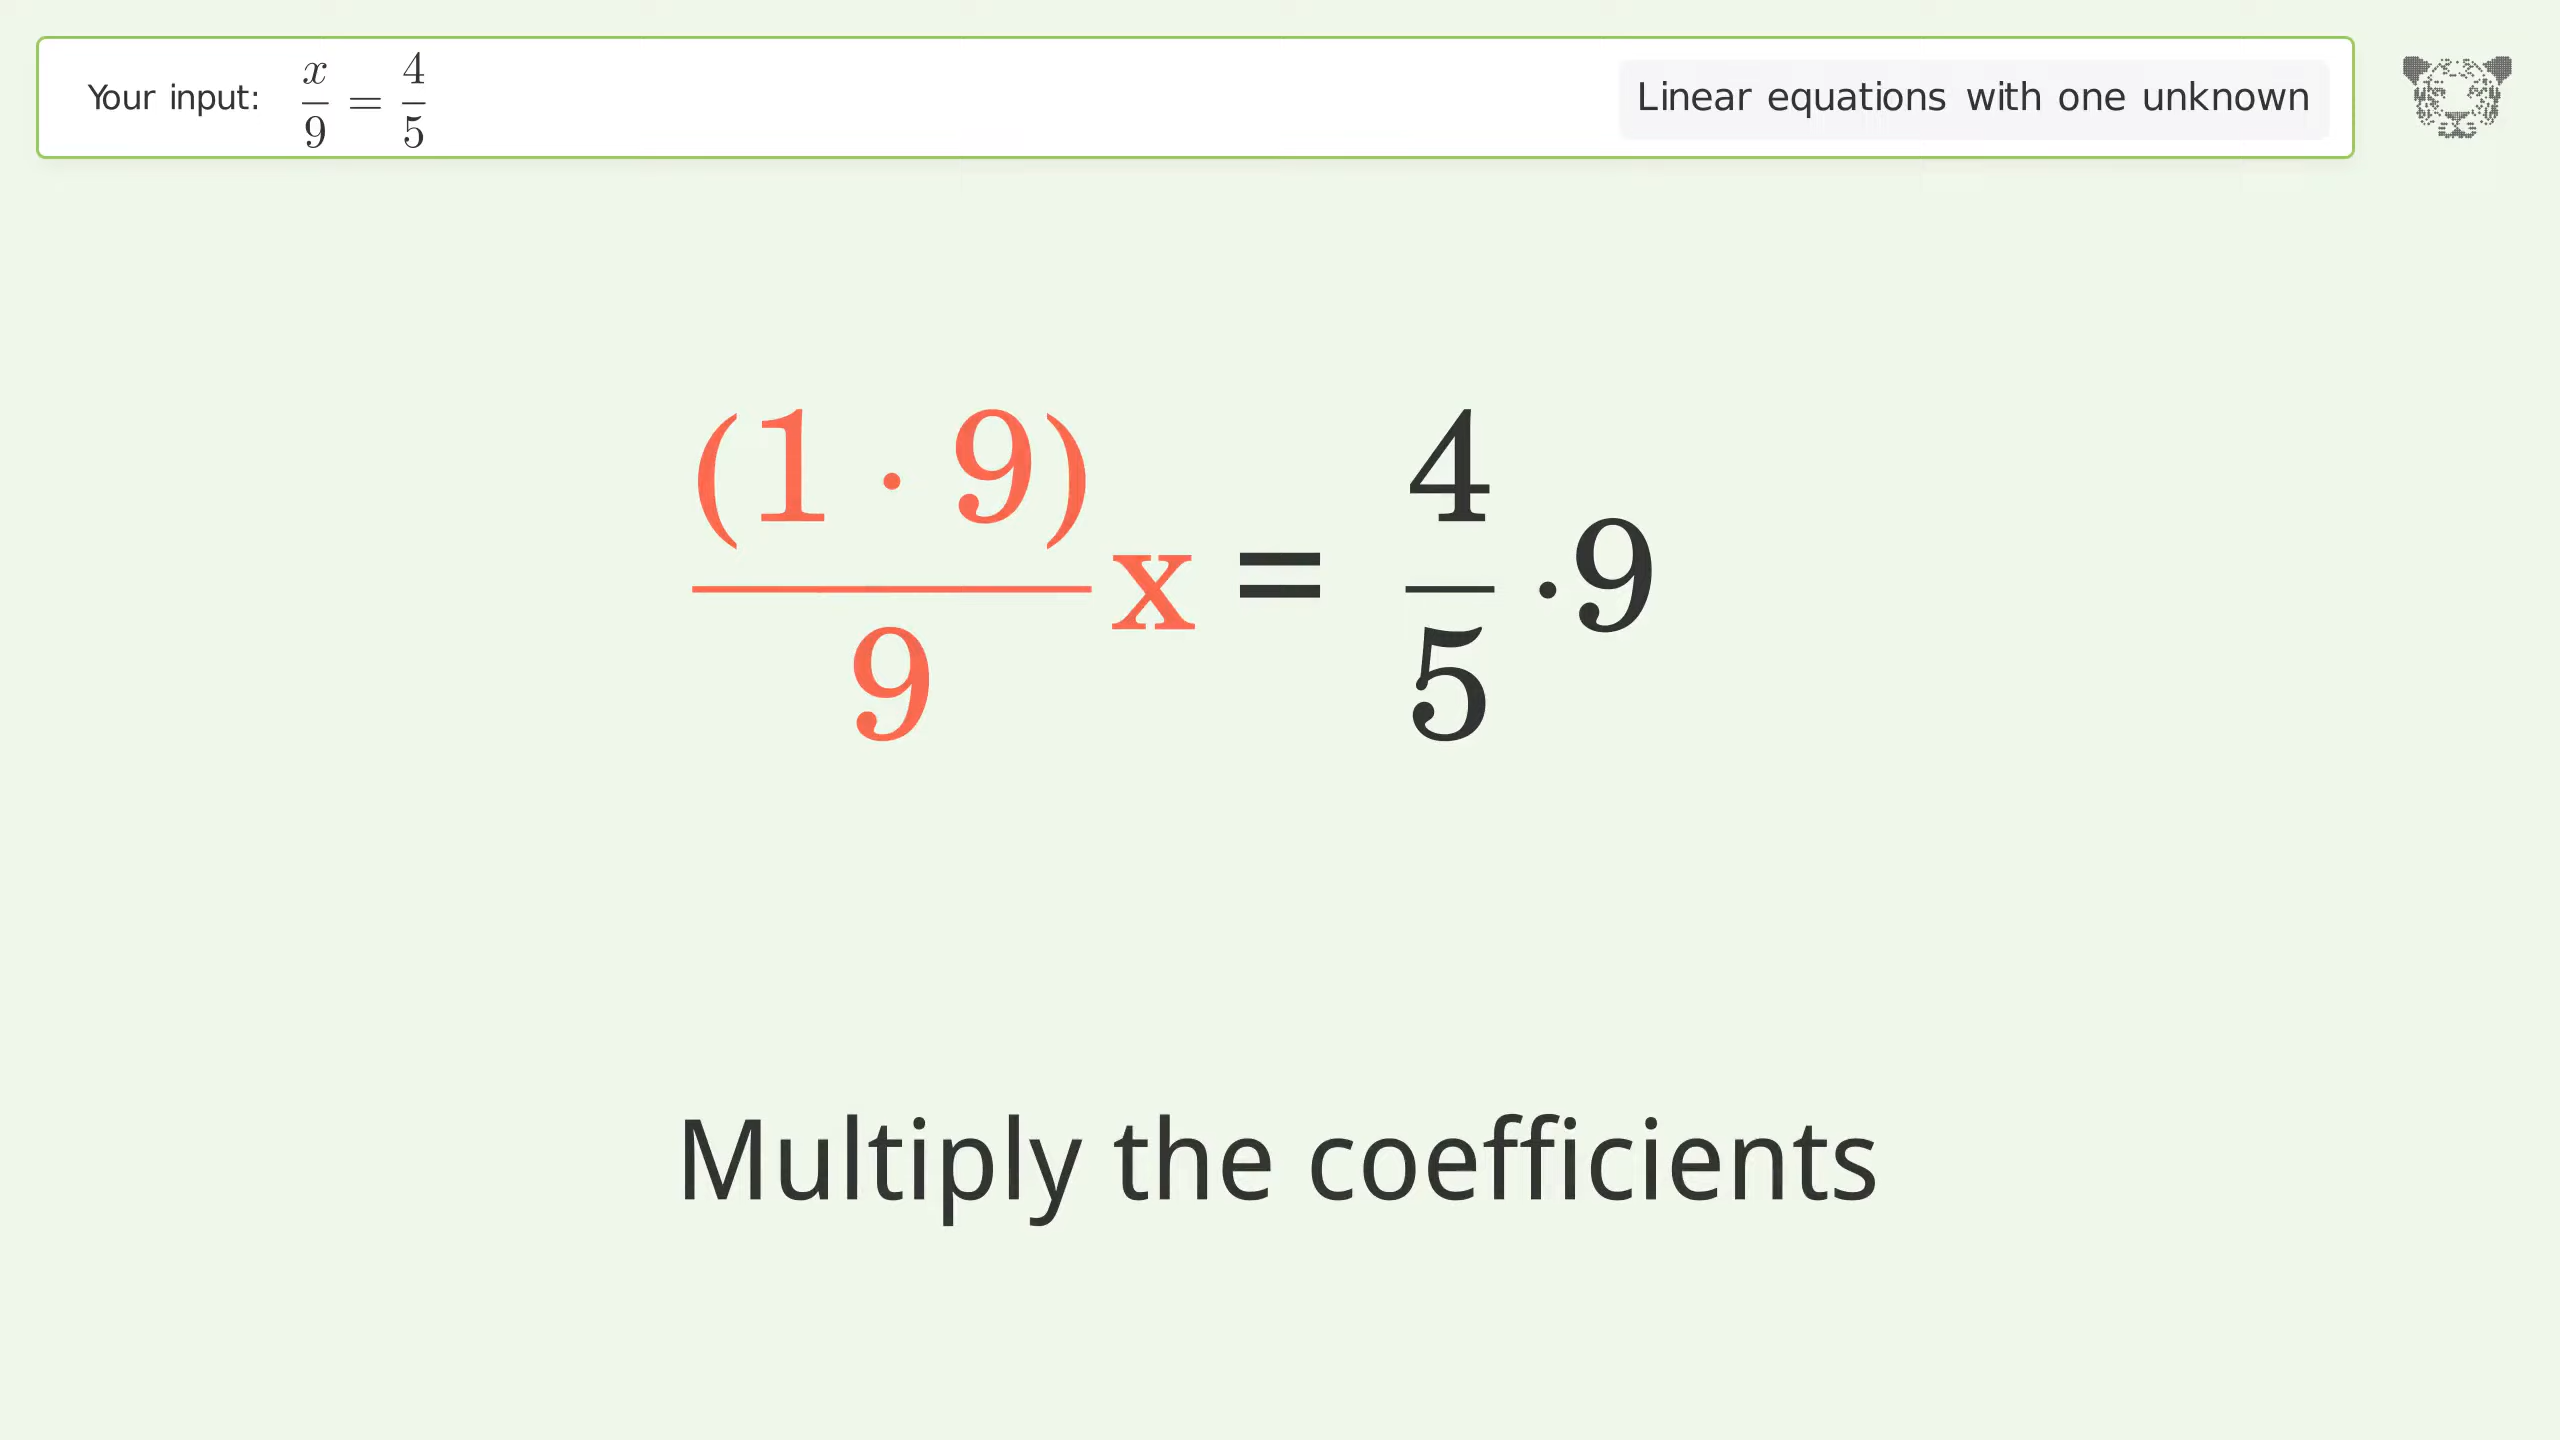 Your input: x/9 = 4/5
Linear equations with one unknown
(1 · 9)/9 x = 4/5 · 9
Multiply the coefficients